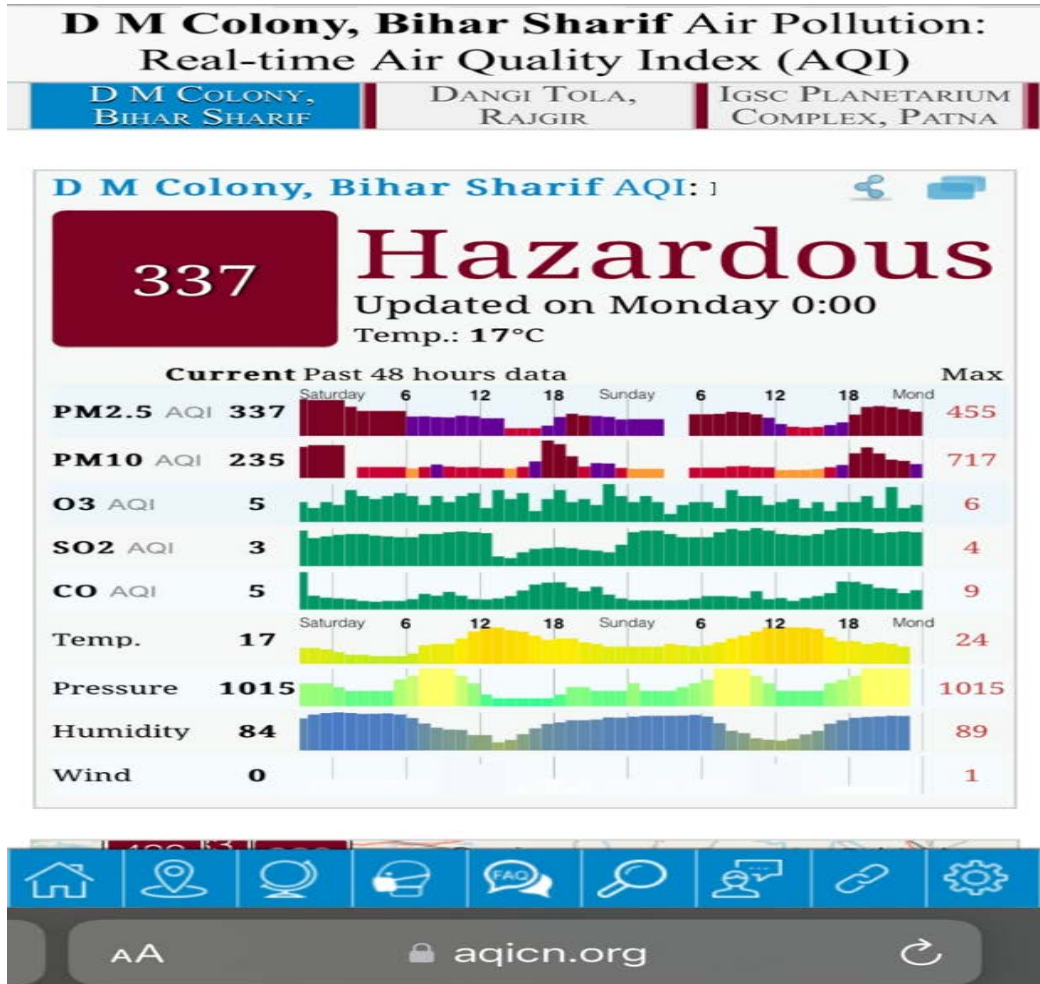 D M Colony, Bihar Sharif Air Pollution:
Real-time Air Quality Index (AQI)
D M COLONY, BIHAR SHARIF
DANGI TOLA, RAJGIR
IGSC PLANETARIUM COMPLEX, PATNA
D M Colony, Bihar Sharif AQI:
337
Hazardous
Updated on Monday 0:00
Temp.: 17°C
Current Past 48 hours data Max
Saturday 6 12 18 Sunday 6 12 18 Mond
PM2.5 AQI 337 455
PM10 AQI 235 717
O3 AQI 5 6
SO2 AQI 3 4
CO AQI 5 9
Saturday 6 12 18 Sunday 6 12 18 Mond
Temp. 17 24
Pressure 1015 1015
Humidity 84 89
Wind 0 1
FAQ
AA aqicn.org